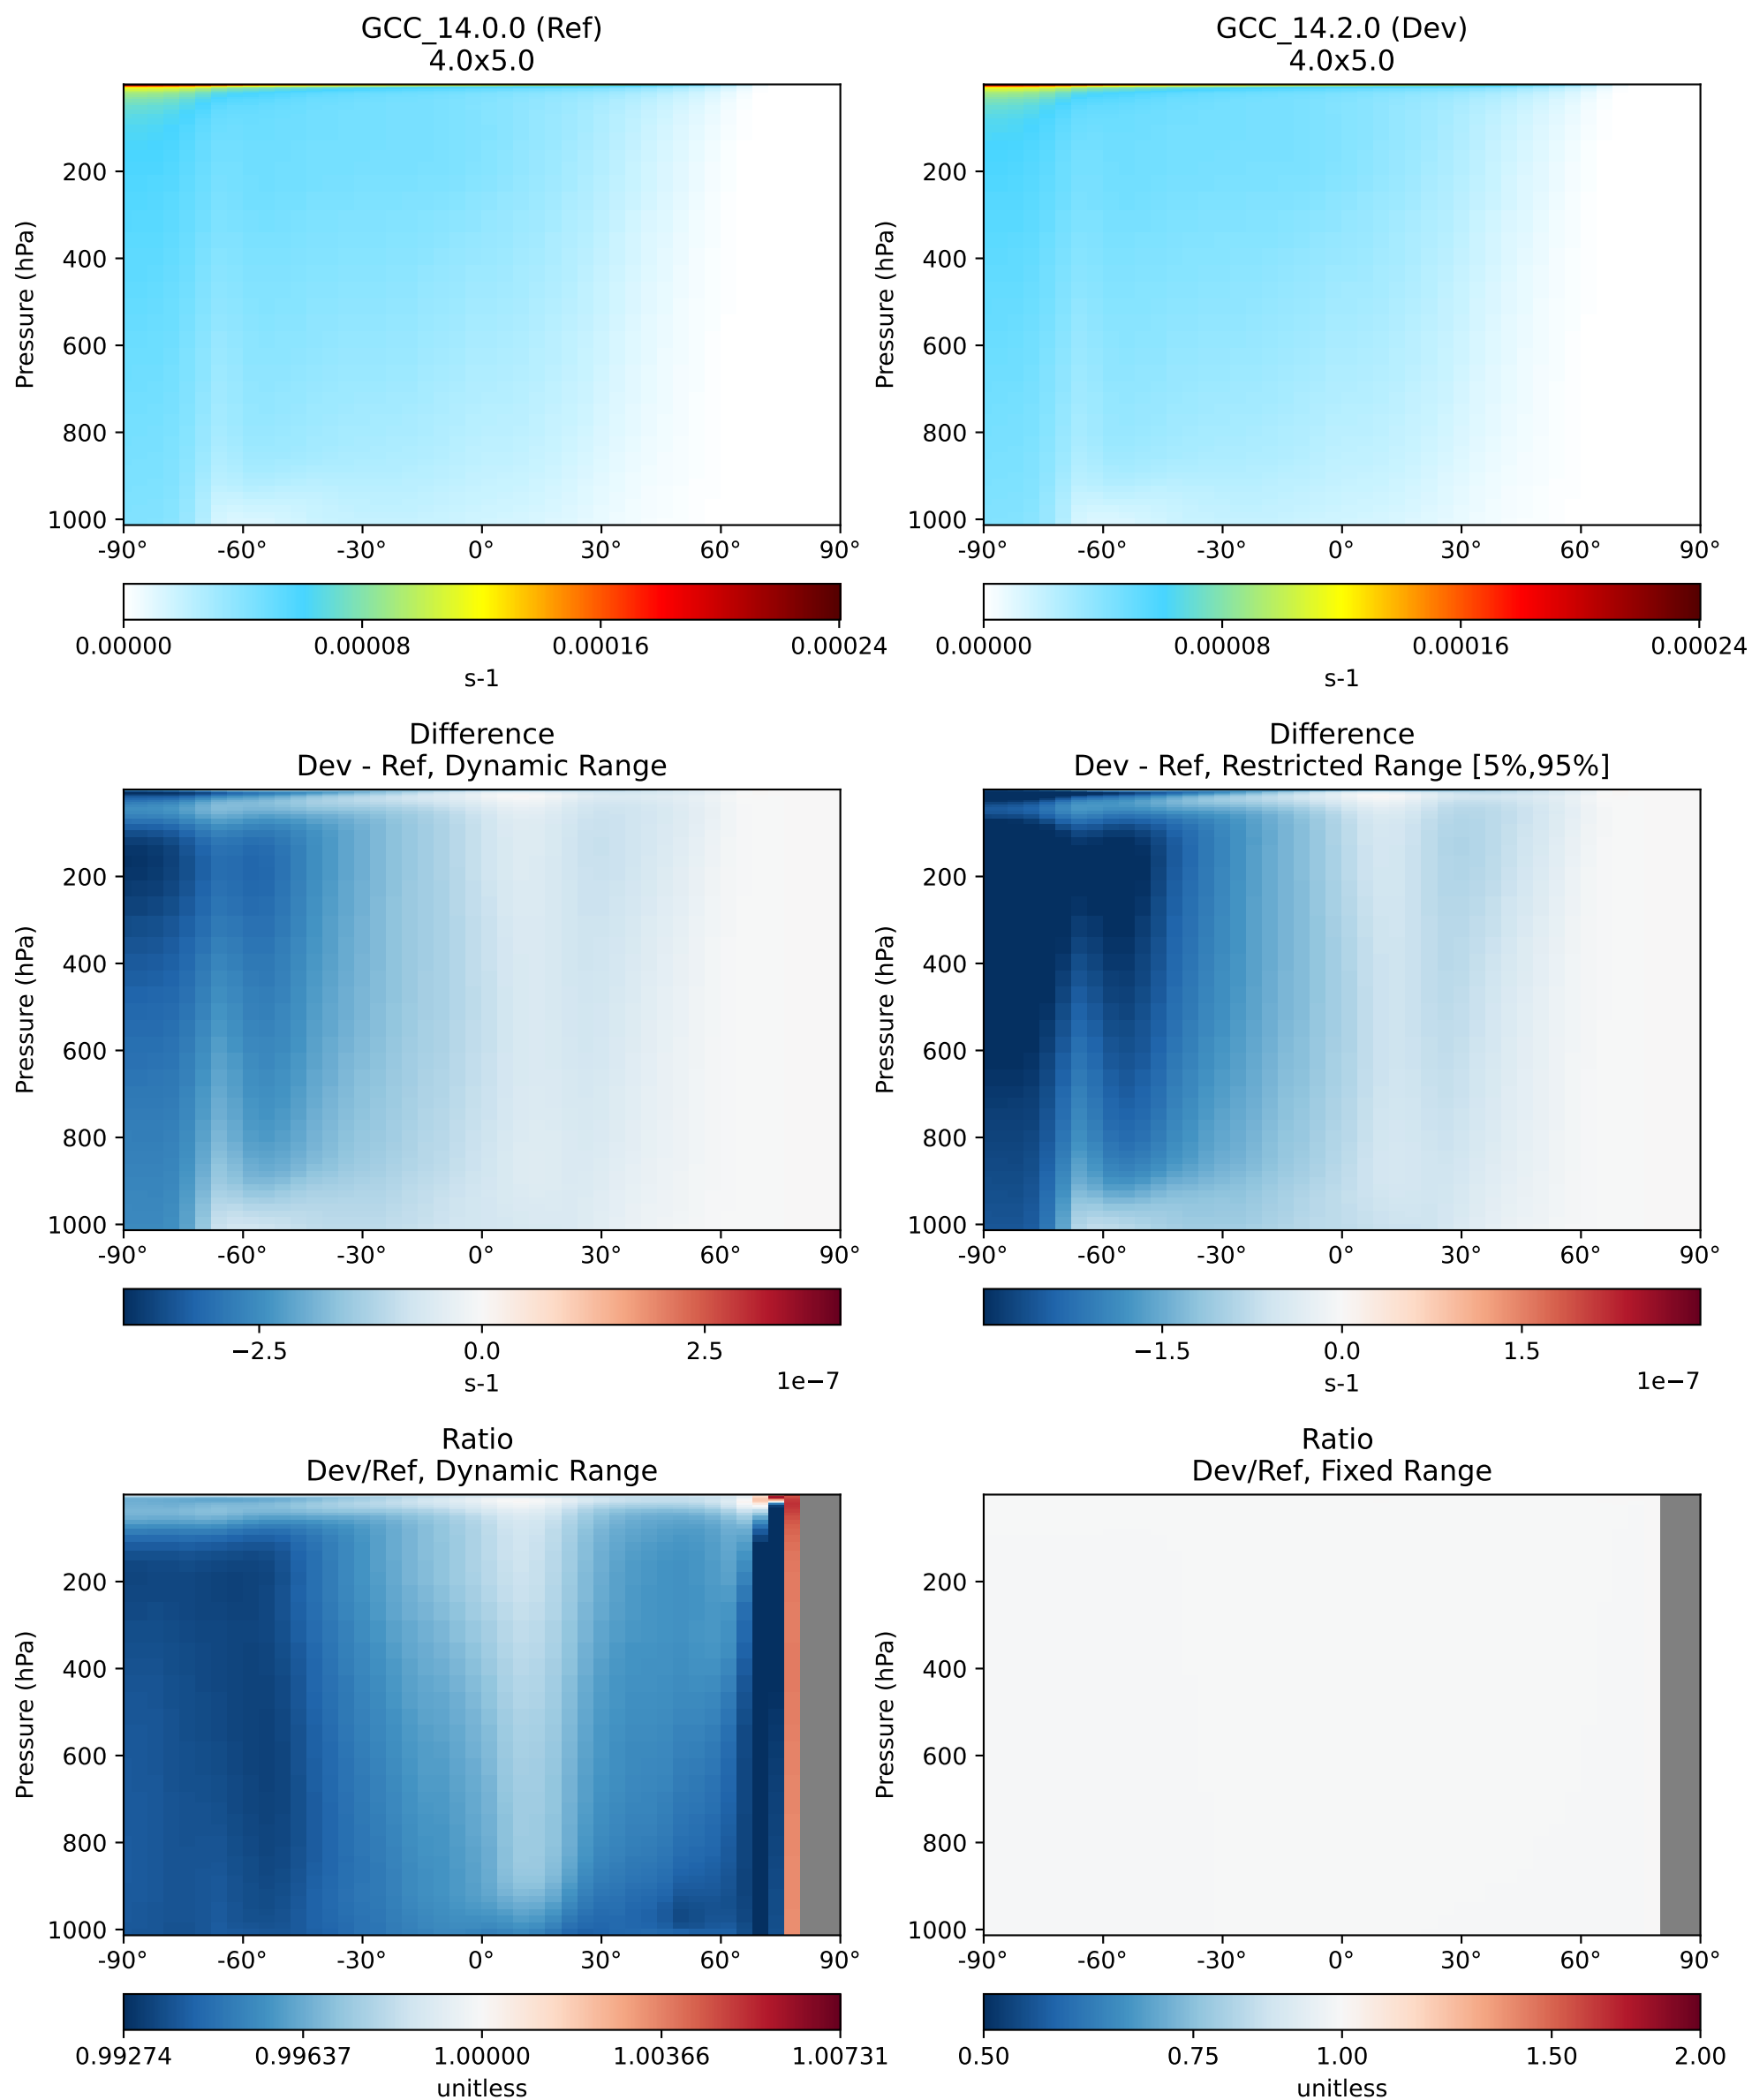 GCC_14.0.0 (Ref)
4.0x5.0
Pressure (hPa)
200
400
600
800
1000
-90° -60° -30° 0° 30° 60° 90°
0.00000 0.00008 0.00016 0.00024
s-1
GCC_14.2.0 (Dev)
4.0x5.0
Pressure (hPa)
200
400
600
800
1000
-90° -60° -30° 0° 30° 60° 90°
0.00000 0.00008 0.00016 0.00024
s-1
Difference
Dev - Ref, Dynamic Range
Pressure (hPa)
200
400
600
800
1000
-90° -60° -30° 0° 30° 60° 90°
−2.5 0.0 2.5
s-1 1e−7
Difference
Dev - Ref, Restricted Range [5%,95%]
Pressure (hPa)
200
400
600
800
1000
-90° -60° -30° 0° 30° 60° 90°
−1.5 0.0 1.5
s-1 1e−7
Ratio
Dev/Ref, Dynamic Range
Pressure (hPa)
200
400
600
800
1000
-90° -60° -30° 0° 30° 60° 90°
0.99274 0.99637 1.00000 1.00366 1.00731
unitless
Ratio
Dev/Ref, Fixed Range
Pressure (hPa)
200
400
600
800
1000
-90° -60° -30° 0° 30° 60° 90°
0.50 0.75 1.00 1.50 2.00
unitless